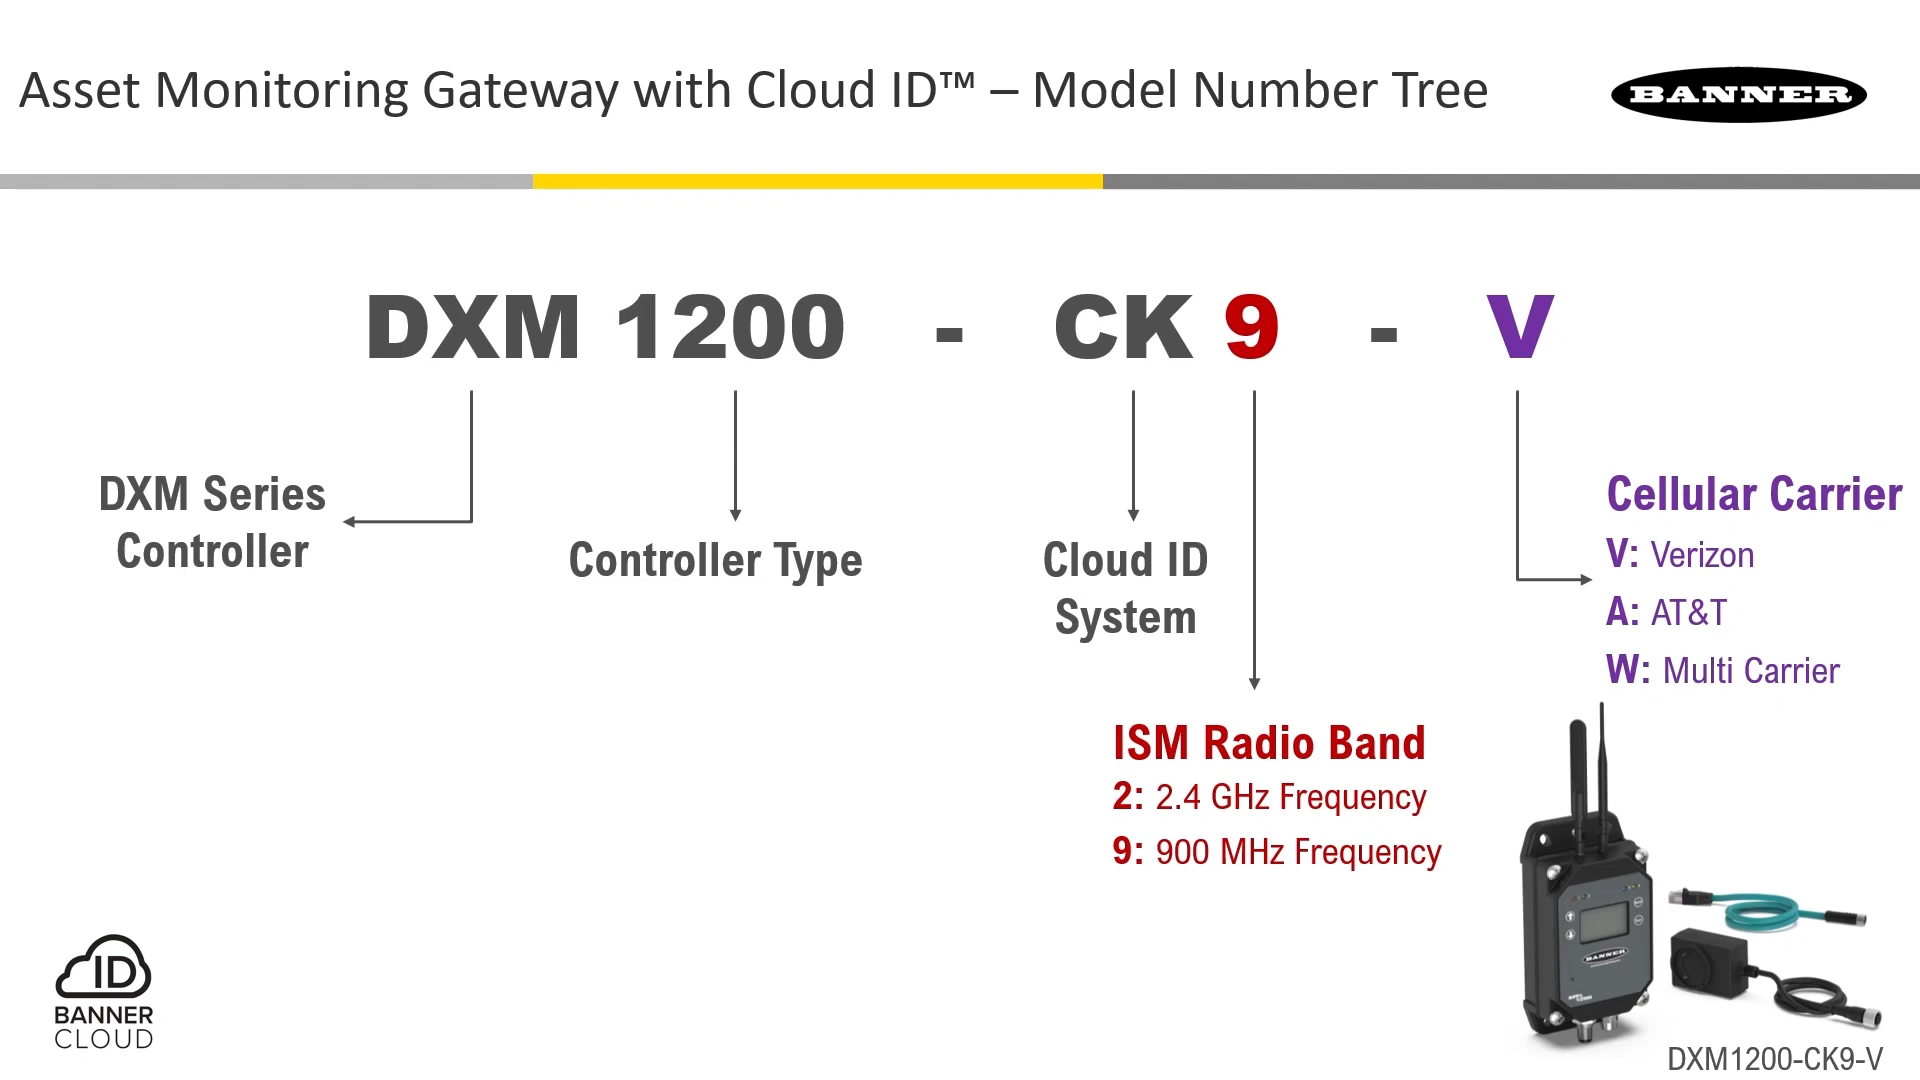 Asset Monitoring Gateway with Cloud ID™ – Model Number Tree
BANNER
DXM 1200 - CK 9 - V
DXM Series
Controller
Controller Type
Cloud ID
System
Cellular Carrier
V: Verizon
A: AT&T
W: Multi Carrier
ISM Radio Band
2: 2.4 GHz Frequency
9: 900 MHz Frequency
BANNER
ID
BANNER
CLOUD
DXM1200-CK9-V